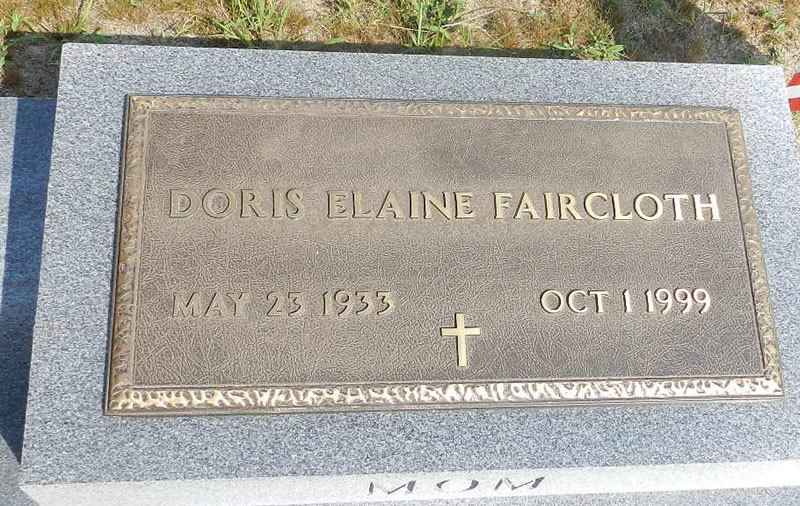 DORIS ELAINE FAIRCLOTH
MAY 23 1933 OCT 1 1999
MOM